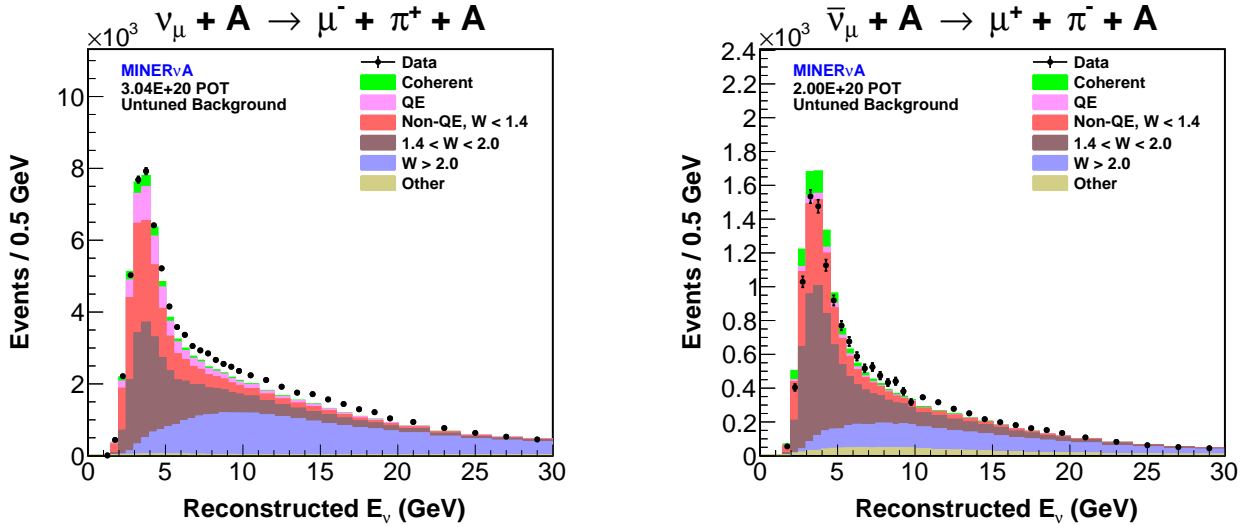 νμ + A → μ- + π+ + A
×10³
MINERνA
3.04E+20 POT
Untuned Background
Data
Coherent
QE
Non-QE, W < 1.4
1.4 < W < 2.0
W > 2.0
Other
Events / 0.5 GeV
10
8
6
4
2
0
0 5 10 15 20 25 30
Reconstructed Eν (GeV)
ν̅μ + A → μ+ + π- + A
×10³
MINERνA
2.00E+20 POT
Untuned Background
Data
Coherent
QE
Non-QE, W < 1.4
1.4 < W < 2.0
W > 2.0
Other
Events / 0.5 GeV
2.4
2.2
2
1.8
1.6
1.4
1.2
1
0.8
0.6
0.4
0.2
0
0 5 10 15 20 25 30
Reconstructed Eν (GeV)